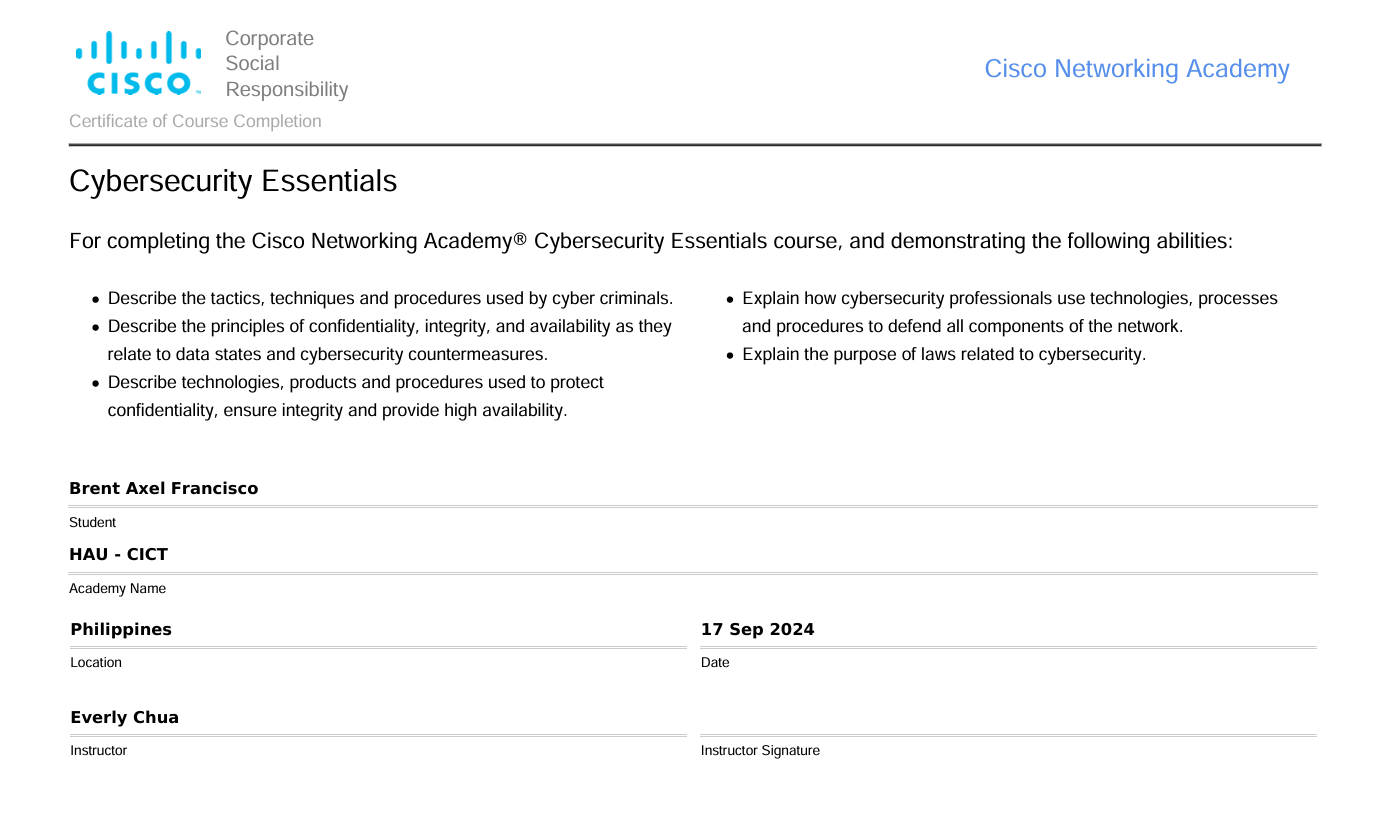 CISCO
Corporate
Social
Responsibility
Cisco Networking Academy
Certificate of Course Completion
Cybersecurity Essentials
For completing the Cisco Networking Academy® Cybersecurity Essentials course, and demonstrating the following abilities:
• Describe the tactics, techniques and procedures used by cyber criminals.
• Describe the principles of confidentiality, integrity, and availability as they
relate to data states and cybersecurity countermeasures.
• Describe technologies, products and procedures used to protect
confidentiality, ensure integrity and provide high availability.
• Explain how cybersecurity professionals use technologies, processes
and procedures to defend all components of the network.
• Explain the purpose of laws related to cybersecurity.
Brent Axel Francisco
Student
HAU - CICT
Academy Name
Philippines
Location
17 Sep 2024
Date
Everly Chua
Instructor
Instructor Signature